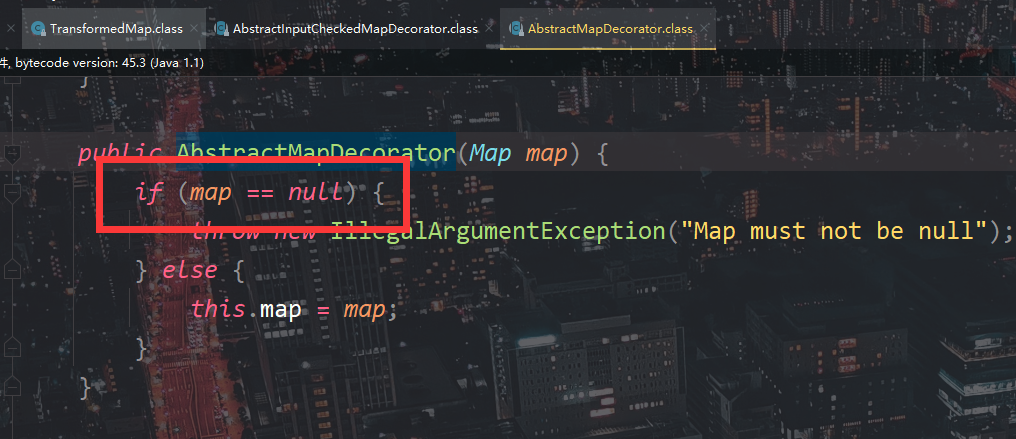 TransformedMap.class AbstractInputCheckedMapDecorator.class AbstractMapDecorator.class
件, bytecode version: 45.3 (Java 1.1)
}
public AbstractMapDecorator(Map map) {
if (map == null) {
throw new IllegalArgumentException("Map must not be null");
} else {
this.map = map;
}
}